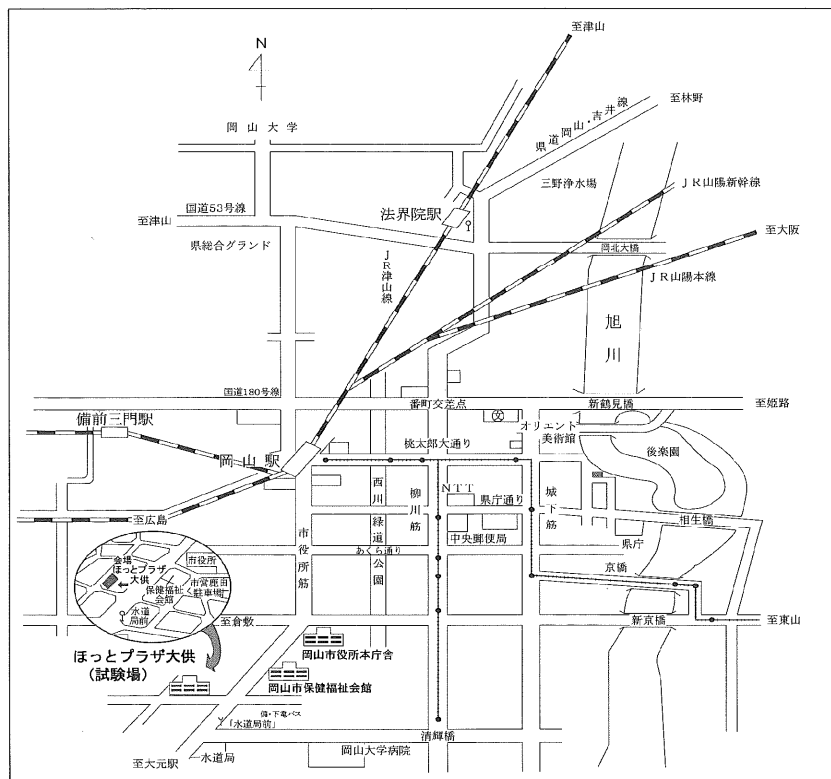 至津山
N
至林野
県道岡山・吉井線
岡山大学
三野浄水場
JR山陽新幹線
国道53号線
法界院駅
至津山
至大阪
県総合グランド
岡北大橋
JR津山線
JR山陽本線
旭川
国道180号線
番町交差点
新鶴見橋
至姫路
備前三門駅
オリエント
美術館
桃太郎大通り
後楽園
岡山駅
西川緑道公園
柳川筋
NTT
県庁通り
城下筋
至広島
相生橋
市役所筋
中央郵便局
県庁
あくら通り
会場
ほっとプラザ
大供
市役所
保健福祉
会館
市営鹿田
駐車場
水道
局前
京橋
至倉敷
新京橋
至東山
ほっとプラザ大供
(試験場)
岡山市役所本庁舎
岡山市保健福祉会館
備・下電バス
「水道局前」
清輝橋
岡山大学病院
至大元駅
水道局